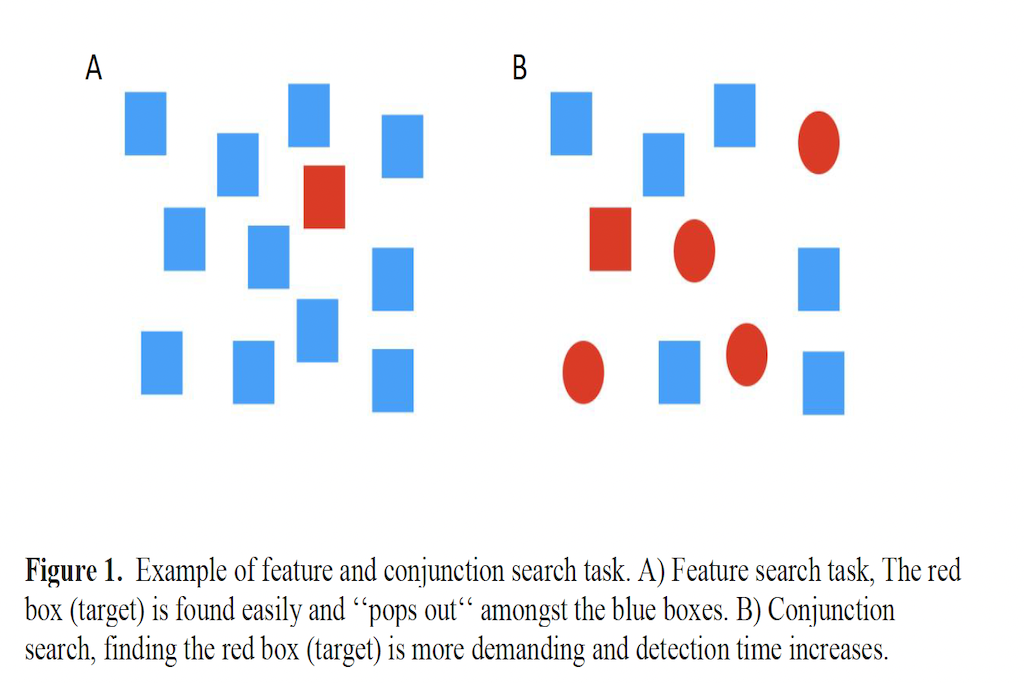 A
B
Figure 1. Example of feature and conjunction search task. A) Feature search task, The red
box (target) is found easily and ‘‘pops out‘‘ amongst the blue boxes. B) Conjunction
search, finding the red box (target) is more demanding and detection time increases.